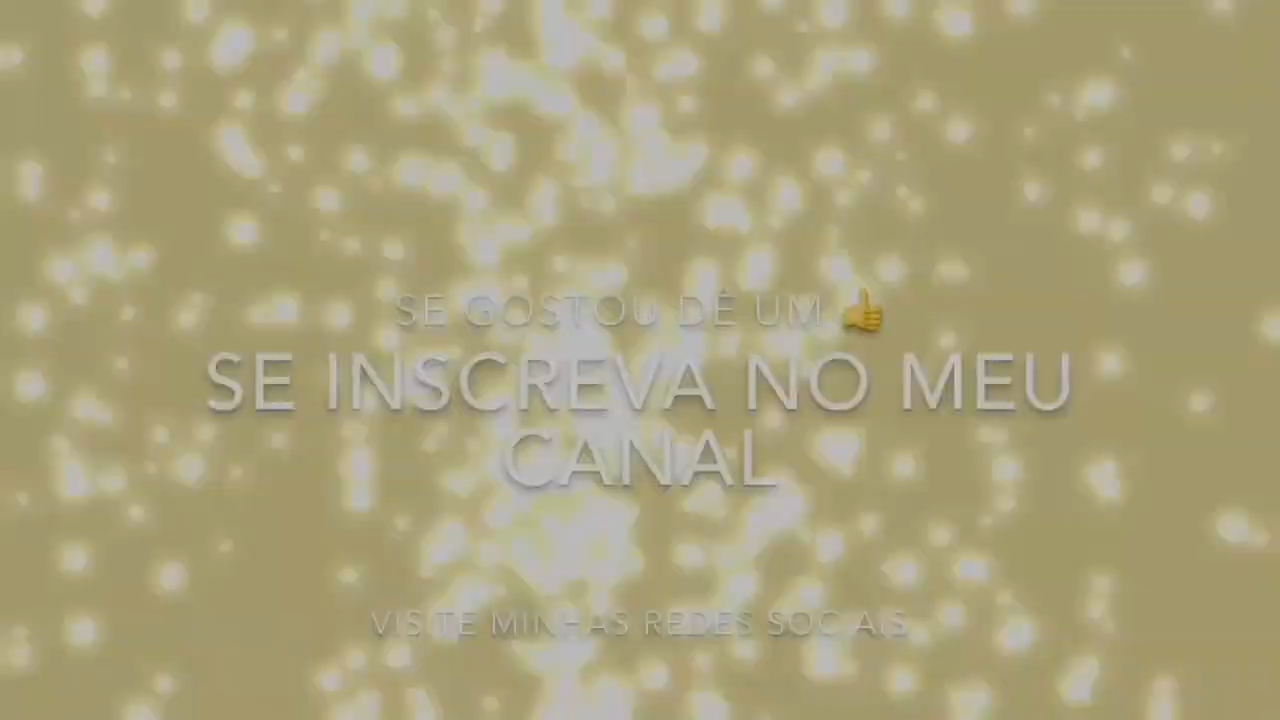 SE GOSTOU DÊ UM 👍
SE INSCREVA NO MEU
CANAL
VISITE MINHAS REDES SOCIAIS